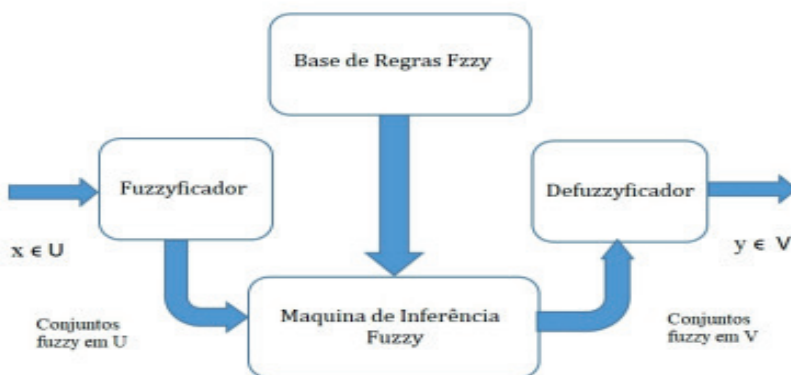 Base de Regras Fzzy
Fuzzyficador
Defuzzyficador
x ∈ U
y ∈ V
Maquina de Inferência
Fuzzy
Conjuntos
fuzzy em U
Conjuntos
fuzzy em V